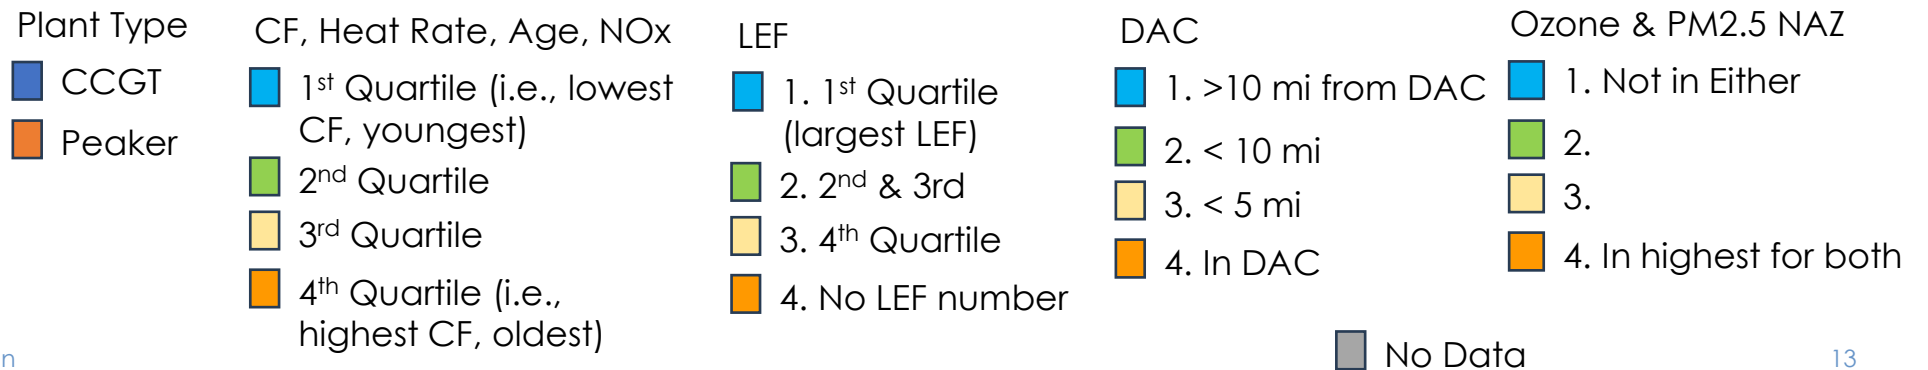 Plant Type
CCGT
Peaker
CF, Heat Rate, Age, NOx
1st Quartile (i.e., lowest
CF, youngest)
2nd Quartile
3rd Quartile
4th Quartile (i.e.,
highest CF, oldest)
LEF
1. 1st Quartile
(largest LEF)
2. 2nd & 3rd
3. 4th Quartile
4. No LEF number
DAC
1. >10 mi from DAC
2. < 10 mi
3. < 5 mi
4. In DAC
Ozone & PM2.5 NAZ
1. Not in Either
2.
3.
4. In highest for both
No Data
n
13